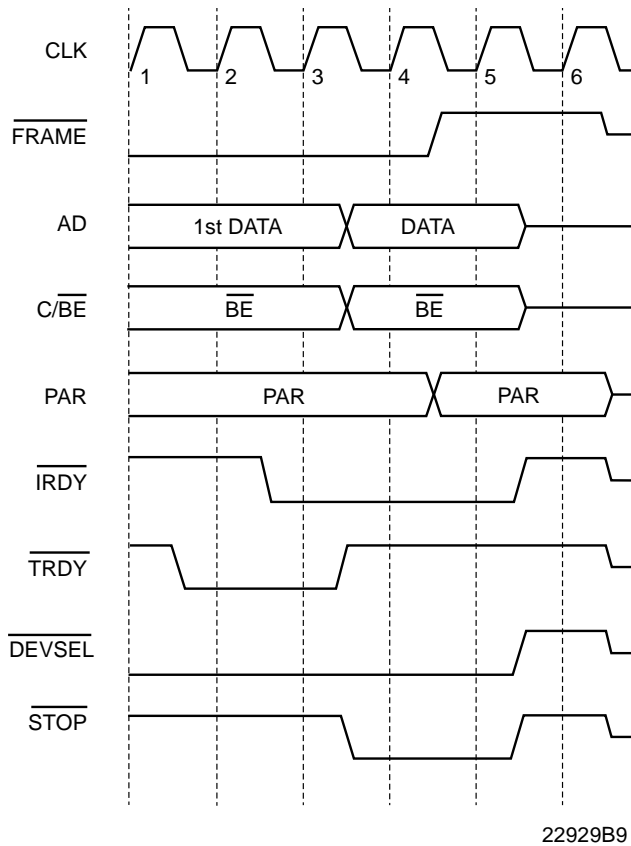 CLK
1 2 3 4 5 6
FRAME
AD 1st DATA DATA
C/BE BE BE
PAR PAR PAR
IRDY
TRDY
DEVSEL
STOP
22929B9